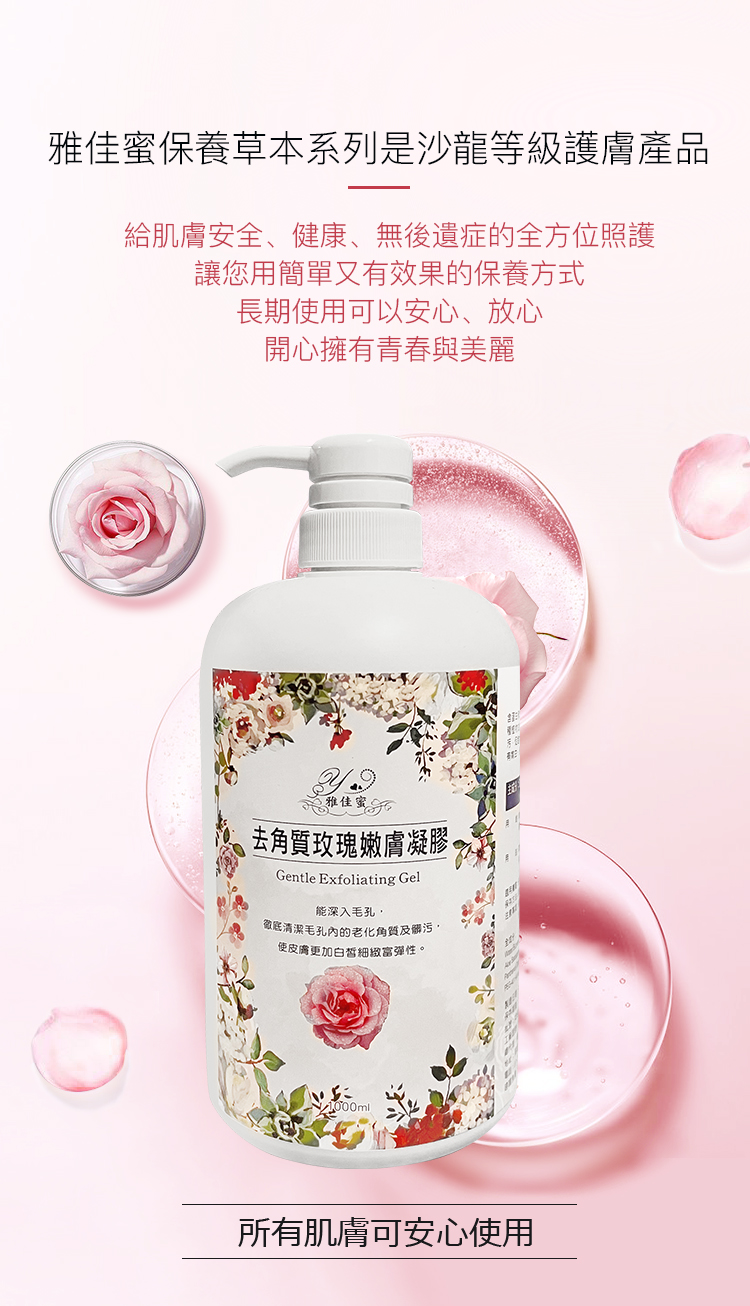 雅佳蜜保養草本系列是沙龍等級護膚產品
給肌膚安全、健康、無後遺症的全方位照護
讓您用簡單又有效果的保養方式
長期使用可以安心、放心
開心擁有青春與美麗
雅佳蜜
去角質玫瑰嫩膚凝膠
Gentle Exfoliating Gel
能深入毛孔，
徹底清潔毛孔內的老化角質及髒污，
使皮膚更加白皙細緻富彈性。
1000ml
所有肌膚可安心使用